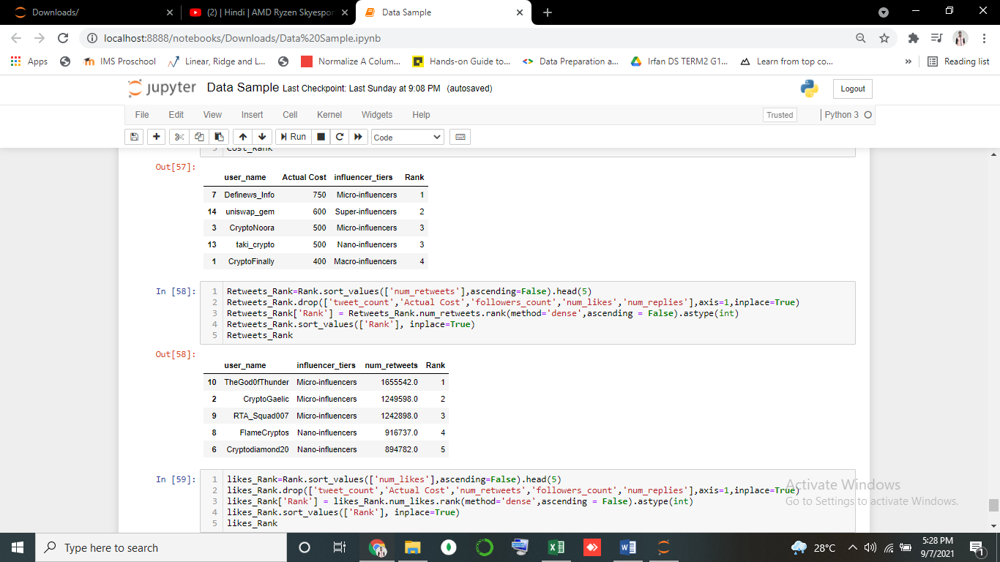 Downloads/
(2) | Hindi | AMD Ryzen Skyespor
Data Sample
localhost:8888/notebooks/Downloads/Data%20Sample.ipynb
Apps
IMS Proschool
Linear, Ridge and L...
Normalize A Colum...
Hands-on Guide to...
Data Preparation a...
Irfan DS TERM2 G1...
Learn from top co...
»
Reading list
jupyter Data Sample Last Checkpoint: Last Sunday at 9:08 PM (autosaved)
Logout
File Edit View Insert Cell Kernel Widgets Help
Trusted
Python 3
Run
Code
Cost_Rank
Out[57]:
user_name Actual Cost influencer_tiers Rank
7 Definews_Info 750 Micro-influencers 1
14 uniswap_gem 600 Super-influencers 2
3 CryptoNoora 500 Micro-influencers 3
13 taki_crypto 500 Nano-influencers 3
1 CryptoFinally 400 Macro-influencers 4
In [58]:
1 Retweets_Rank=Rank.sort_values(['num_retweets'],ascending=False).head(5)
2 Retweets_Rank.drop(['tweet_count','Actual Cost','followers_count','num_likes','num_replies'],axis=1,inplace=True)
3 Retweets_Rank['Rank'] = Retweets_Rank.num_retweets.rank(method='dense',ascending = False).astype(int)
4 Retweets_Rank.sort_values(['Rank'], inplace=True)
5 Retweets_Rank
Out[58]:
user_name influencer_tiers num_retweets Rank
10 TheGod0fThunder Micro-influencers 1655542.0 1
2 CryptoGaelic Micro-influencers 1249598.0 2
9 RTA_Squad007 Micro-influencers 1242898.0 3
8 FlameCryptos Nano-influencers 916737.0 4
6 Cryptodiamond20 Nano-influencers 894782.0 5
In [59]:
1 likes_Rank=Rank.sort_values(['num_likes'],ascending=False).head(5)
2 likes_Rank.drop(['tweet_count','Actual Cost','num_retweets','followers_count','num_replies'],axis=1,inplace=True)
3 likes_Rank['Rank'] = likes_Rank.num_likes.rank(method='dense',ascending = False).astype(int)
4 likes_Rank.sort_values(['Rank'], inplace=True)
5 likes_Rank
Activate Windows
Go to Settings to activate Windows.
Type here to search
28°C
5:28 PM
9/7/2021
1